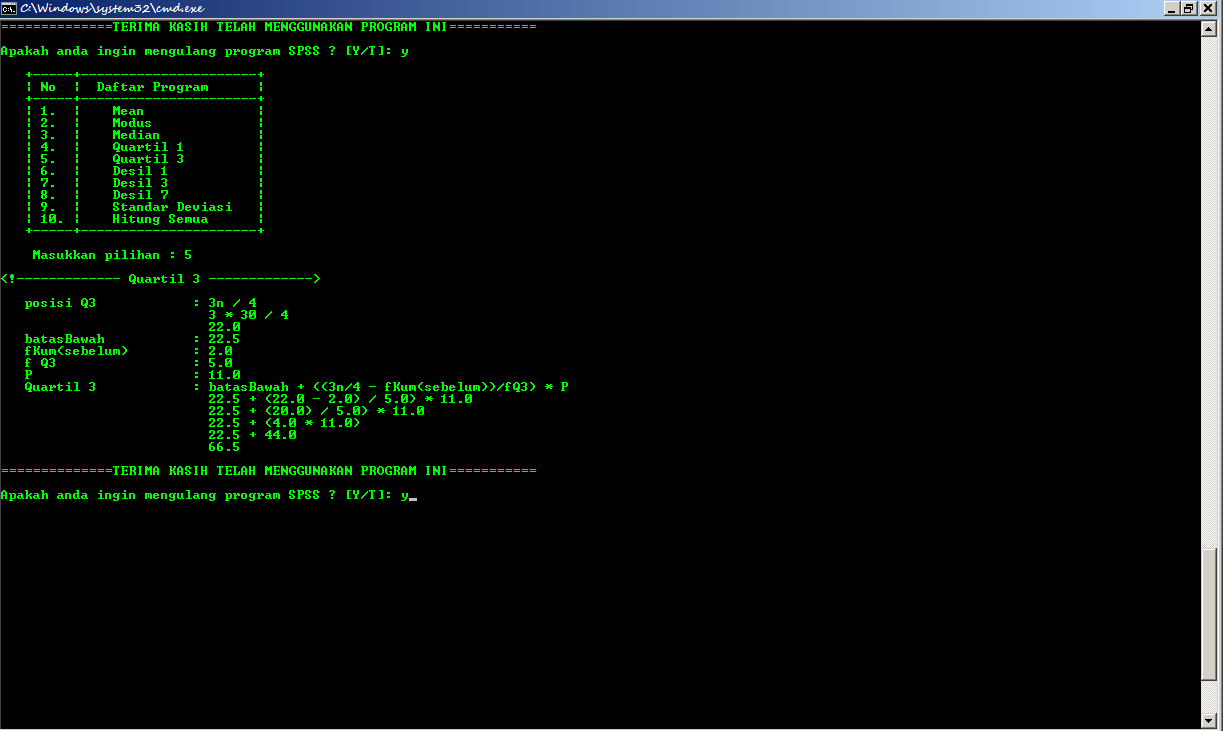 C:\Windows\system32\cmd.exe
==============TERIMA KASIH TELAH MENGGUNAKAN PROGRAM INI===========
Apakah anda ingin mengulang program SPSS ? [Y/T]: y
+-----+----------------------+
| No  |  Daftar Program      |
+-----+----------------------+
| 1.  |    Mean              |
| 2.  |    Modus             |
| 3.  |    Median            |
| 4.  |    Quartil 1         |
| 5.  |    Quartil 3         |
| 6.  |    Desil 1           |
| 7.  |    Desil 3           |
| 8.  |    Desil 7           |
| 9.  |    Standar Deviasi   |
| 10. |    Hitung Semua      |
+-----+----------------------+
Masukkan pilihan : 5
<!------------- Quartil 3 ------------->
posisi Q3 : 3n / 4
3 * 30 / 4
22.0
batasBawah : 22.5
fKum(sebelum) : 2.0
f Q3 : 5.0
P : 11.0
Quartil 3 : batasBawah + ((3n/4 - fKum(sebelum))/fQ3) * P
22.5 + (22.0 - 2.0) / 5.0) * 11.0
22.5 + (20.0) / 5.0) * 11.0
22.5 + (4.0 * 11.0)
22.5 + 44.0
66.5
==============TERIMA KASIH TELAH MENGGUNAKAN PROGRAM INI===========
Apakah anda ingin mengulang program SPSS ? [Y/T]: y_